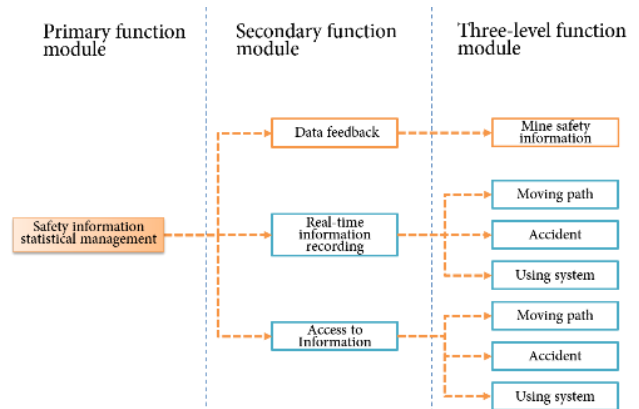 Primary function
module
Secondary function
module
Three-level function
module
Data feedback
Mine safety
information
Safety information
statistical management
Real-time
information
recording
Moving path
Accident
Using system
Access to
Information
Moving path
Accident
Using system